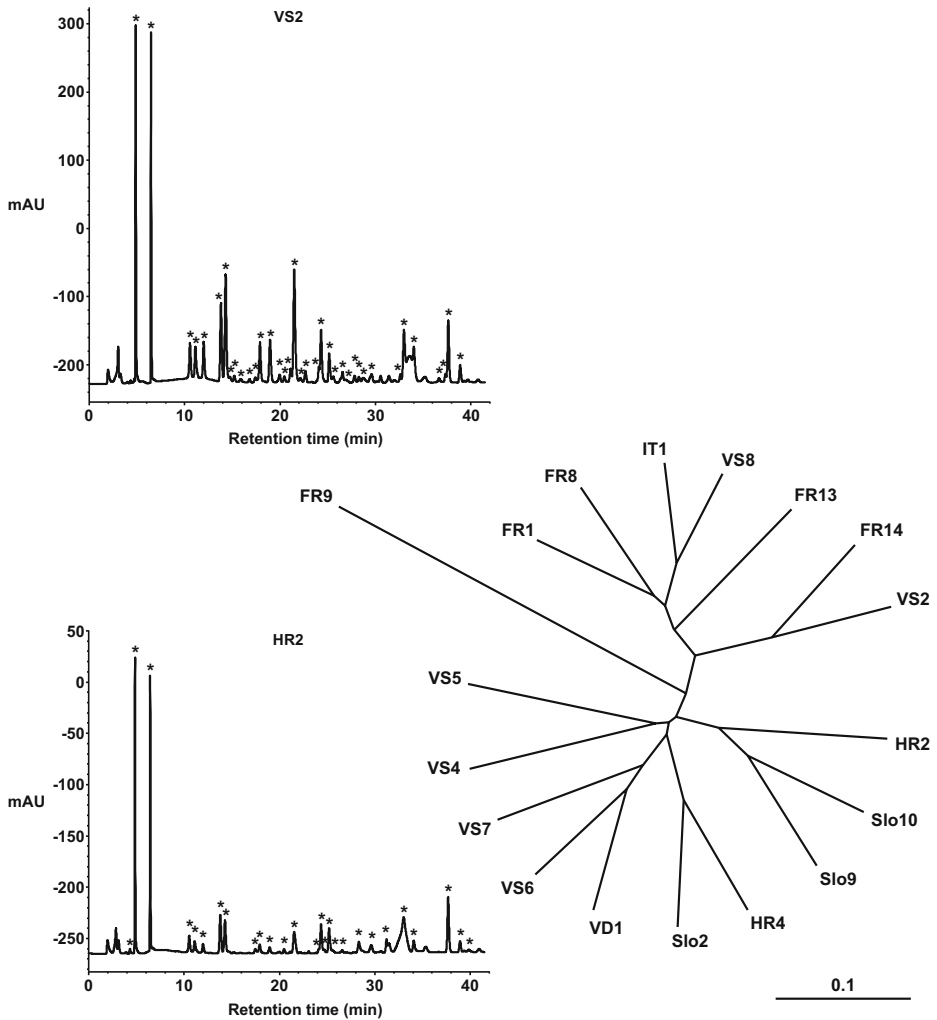 VS2
300
200
100
0
-100
-200
mAU
* * * * * * * * * * * * * * * * * * * * * * * * * * * * * * * * * * * * * *
0 10 20 30 40
Retention time (min)
IT1
VS8
FR8
FR13
FR9
FR1
FR14
VS2
HR2
50
0
-50
-100
-150
-200
-250
mAU
* * * * * * * * * * * * * * * * * * * * * * * * * * *
0 10 20 30 40
Retention time (min)
VS5
HR2
VS4
Slo10
VS7
Slo9
VS6
HR4
VD1
Slo2
0.1